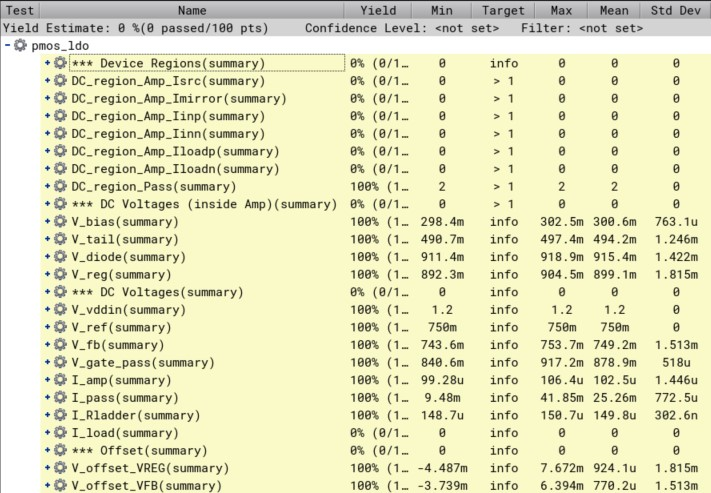 Test Name Yield Min Target Max Mean Std Dev
Yield Estimate: 0 %(0 passed/100 pts) Confidence Level: <not set> Filter: <not set>
- pmos_ldo
+ *** Device Regions(summary) 0% (0/1… 0 info 0 0 0
+ DC_region_Amp_Isrc(summary) 0% (0/1… 0 > 1 0 0 0
+ DC_region_Amp_Imirror(summary) 0% (0/1… 0 > 1 0 0 0
+ DC_region_Amp_Iinp(summary) 0% (0/1… 0 > 1 0 0 0
+ DC_region_Amp_Iinn(summary) 0% (0/1… 0 > 1 0 0 0
+ DC_region_Amp_Iloadp(summary) 0% (0/1… 0 > 1 0 0 0
+ DC_region_Amp_Iloadn(summary) 0% (0/1… 0 > 1 0 0 0
+ DC_region_Pass(summary) 100% (1… 2 > 1 2 2 0
+ *** DC Voltages (inside Amp)(summary) 0% (0/1… 0 > 1 0 0 0
+ V_bias(summary) 100% (1… 298.4m info 302.5m 300.6m 763.1u
+ V_tail(summary) 100% (1… 490.7m info 497.4m 494.2m 1.246m
+ V_diode(summary) 100% (1… 911.4m info 918.9m 915.4m 1.422m
+ V_reg(summary) 100% (1… 892.3m info 904.5m 899.1m 1.815m
+ *** DC Voltages(summary) 0% (0/1… 0 info 0 0 0
+ V_vddin(summary) 100% (1… 1.2 info 1.2 1.2 0
+ V_ref(summary) 100% (1… 750m info 750m 750m 0
+ V_fb(summary) 100% (1… 743.6m info 753.7m 749.2m 1.513m
+ V_gate_pass(summary) 100% (1… 840.6m info 917.2m 878.9m 518u
+ I_amp(summary) 100% (1… 99.28u info 106.4u 102.5u 1.446u
+ I_pass(summary) 100% (1… 9.48m info 41.85m 25.26m 772.5u
+ I_Rladder(summary) 100% (1… 148.7u info 150.7u 149.8u 302.6n
+ I_load(summary) 0% (0/1… 0 info 0 0 0
+ *** Offset(summary) 0% (0/1… 0 info 0 0 0
+ V_offset_VREG(summary) 100% (1… -4.487m info 7.672m 924.1u 1.815m
+ V_offset_VFB(summary) 100% (1… -3.739m info 6.394m 770.2u 1.513m